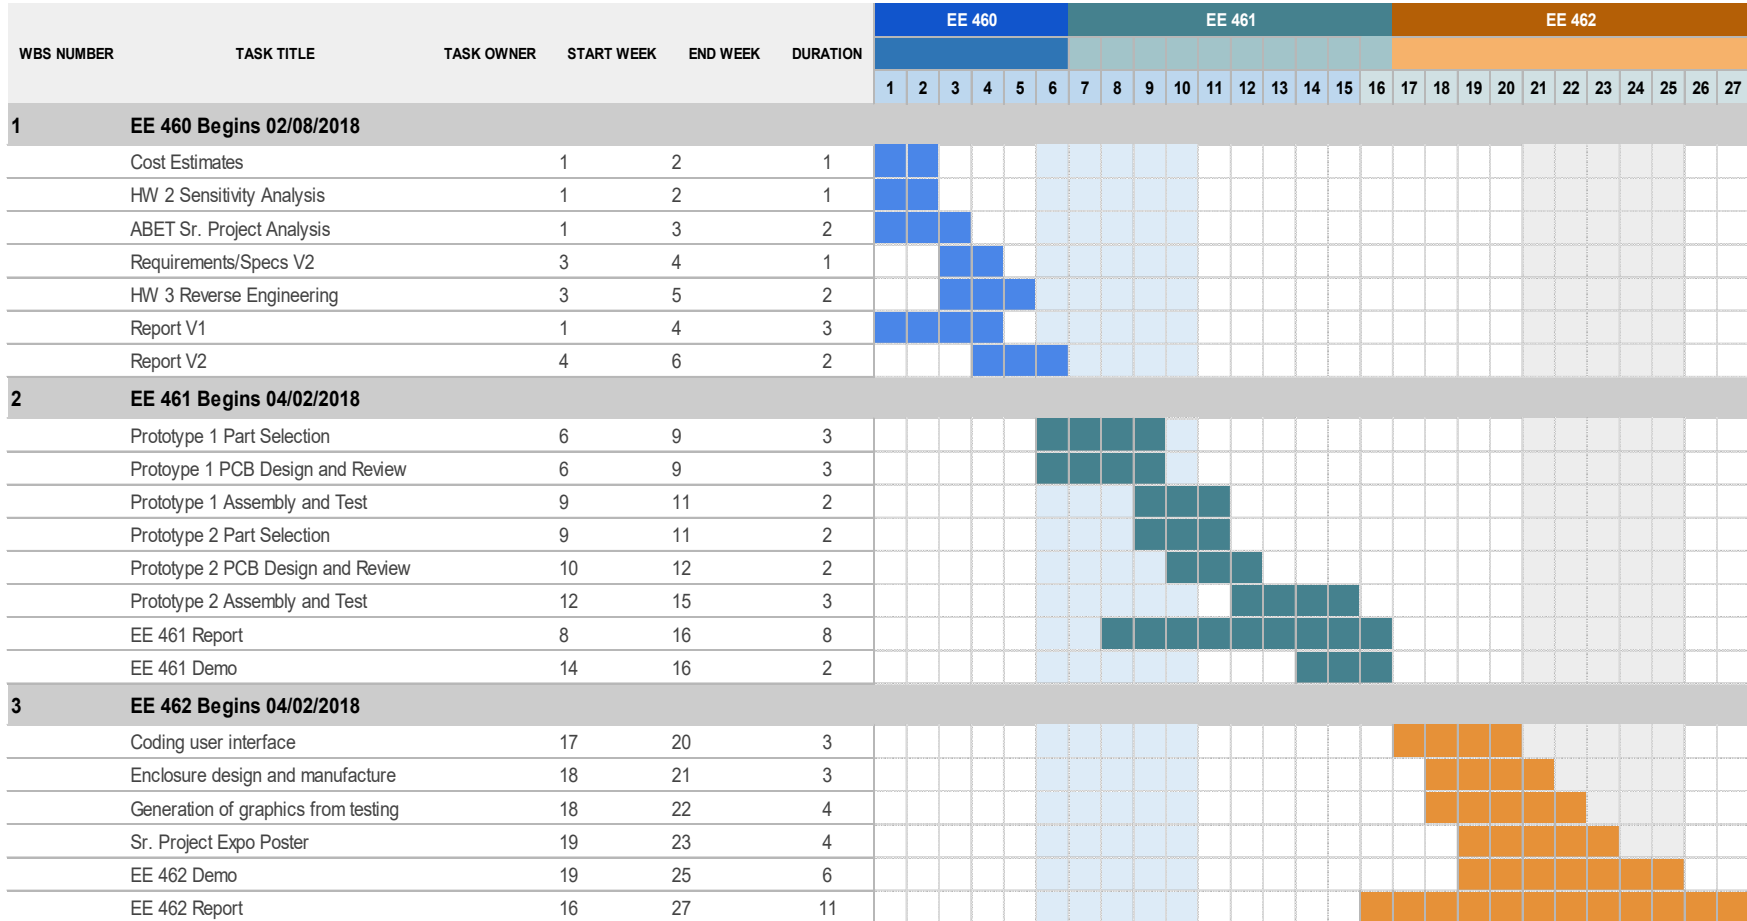 EE 460 EE 461 EE 462
WBS NUMBER TASK TITLE TASK OWNER START WEEK END WEEK DURATION
1 2 3 4 5 6 7 8 9 10 11 12 13 14 15 16 17 18 19 20 21 22 23 24 25 26 27
1 EE 460 Begins 02/08/2018
Cost Estimates 1 2 1
HW 2 Sensitivity Analysis 1 2 1
ABET Sr. Project Analysis 1 3 2
Requirements/Specs V2 3 4 1
HW 3 Reverse Engineering 3 5 2
Report V1 1 4 3
Report V2 4 6 2
2 EE 461 Begins 04/02/2018
Prototype 1 Part Selection 6 9 3
Protoype 1 PCB Design and Review 6 9 3
Prototype 1 Assembly and Test 9 11 2
Prototype 2 Part Selection 9 11 2
Prototype 2 PCB Design and Review 10 12 2
Prototype 2 Assembly and Test 12 15 3
EE 461 Report 8 16 8
EE 461 Demo 14 16 2
3 EE 462 Begins 04/02/2018
Coding user interface 17 20 3
Enclosure design and manufacture 18 21 3
Generation of graphics from testing 18 22 4
Sr. Project Expo Poster 19 23 4
EE 462 Demo 19 25 6
EE 462 Report 16 27 11